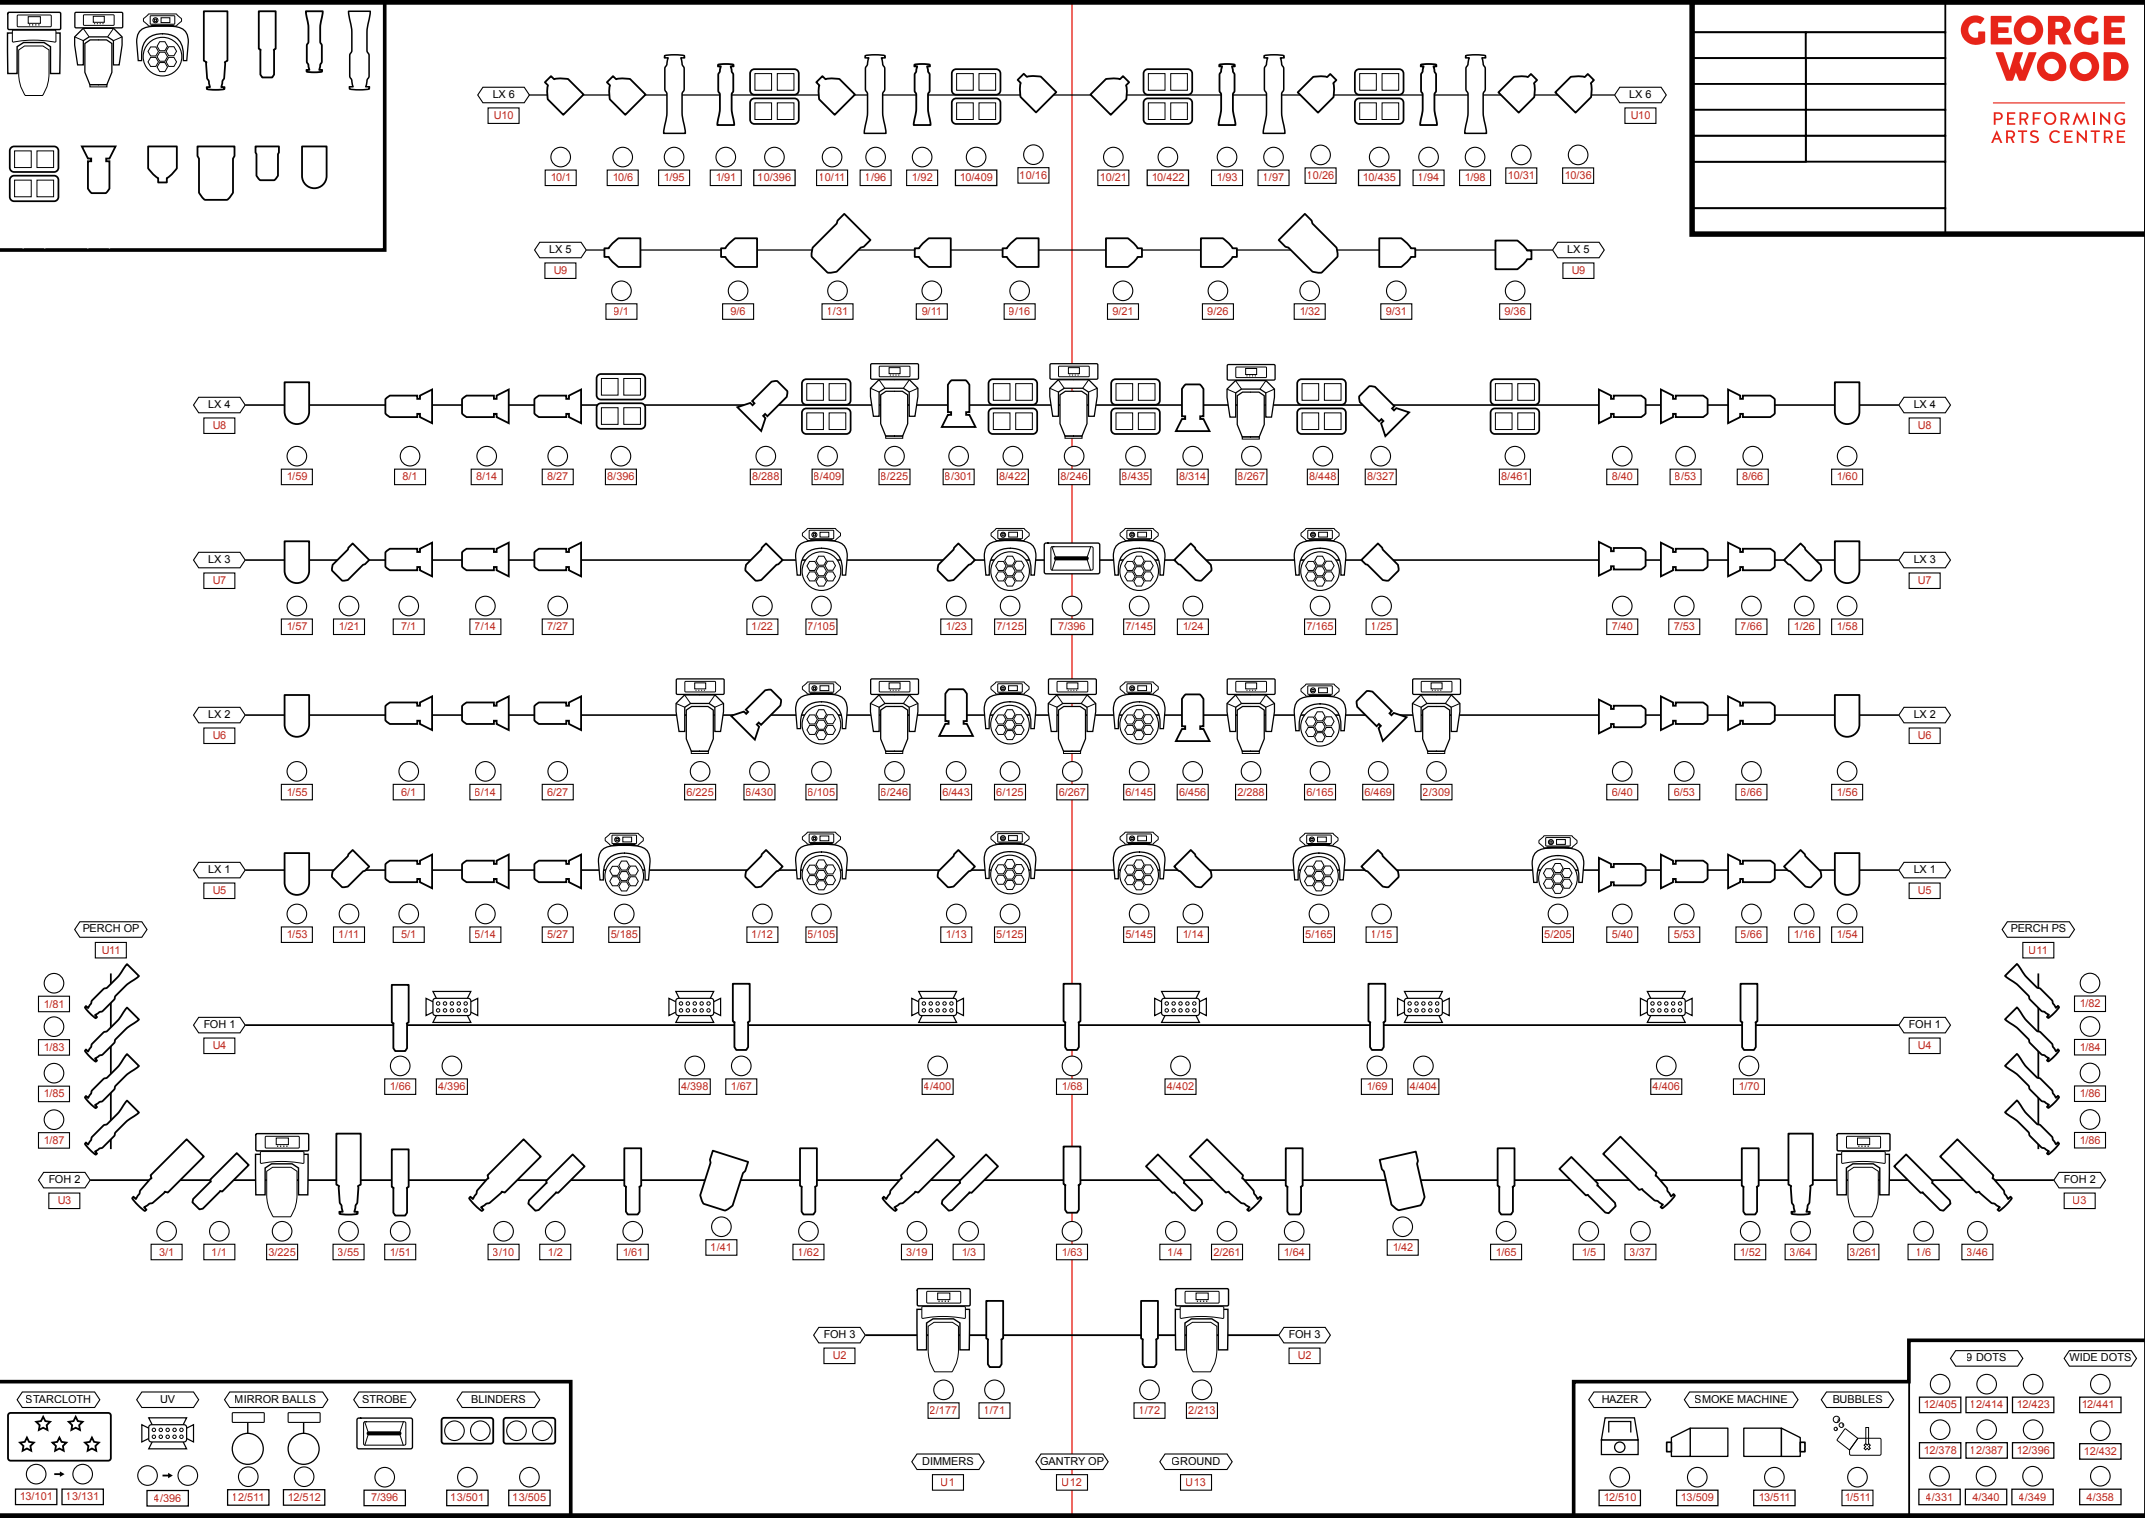 GEORGE
WOOD
PERFORMING
ARTS CENTRE
LX 6 LX 6
U10 U10
10/1 10/6 1/95 1/91 10/396 10/11 1/96 1/92 10/409 10/16 10/21 10/422 1/93 1/97 10/26 10/435 1/94 1/98 10/31 10/36
LX 5 LX 5
U9 U9
9/1 9/6 1/31 9/11 9/16 9/21 9/26 1/32 9/31 9/36
LX 4 LX 4
U8 U8
1/59 8/1 8/14 8/27 8/396 8/288 8/409 8/225 8/301 8/422 8/246 8/435 8/314 8/267 8/448 8/327 8/461 8/40 8/53 8/66 1/60
LX 3 LX 3
U7 U7
1/57 1/21 7/1 7/14 7/27 1/22 7/105 1/23 7/125 7/396 7/145 1/24 7/165 1/25 7/40 7/53 7/66 1/26 1/58
LX 2 LX 2
U6 U6
1/55 6/1 6/14 6/27 6/225 6/430 6/105 6/246 6/443 6/125 6/267 6/145 6/456 2/288 6/165 6/469 2/309 6/40 6/53 6/66 1/56
LX 1 LX 1
U5 U5
1/53 1/11 5/1 5/14 5/27 5/185 1/12 5/105 1/13 5/125 5/145 1/14 5/165 1/15 5/205 5/40 5/53 5/66 1/16 1/54
PERCH OP PERCH PS
U11 U11
1/81 1/82
FOH 1 FOH 1
U4 U4
1/83 1/84
1/66 4/396 4/398 1/67 4/400 1/68 4/402 1/69 4/404 4/406 1/70
1/85 1/86
1/87 1/86
FOH 2 FOH 2
U3 U3
3/1 1/1 3/225 3/55 1/51 3/10 1/2 1/61 1/41 1/62 3/19 1/3 1/63 1/4 2/261 1/64 1/42 1/65 1/5 3/37 1/52 3/64 3/261 1/6 3/46
FOH 3 FOH 3
U2 U2
2/177 1/71 1/72 2/213
DIMMERS GANTRY OP GROUND
U1 U12 U13
STARCLOTH UV MIRROR BALLS STROBE BLINDERS
13/101 13/131 4/396 12/511 12/512 7/396 13/501 13/505
HAZER SMOKE MACHINE BUBBLES
12/510 13/509 13/511 1/511
9 DOTS WIDE DOTS
12/405 12/414 12/423 12/441
12/378 12/387 12/396 12/432
4/331 4/340 4/349 4/358